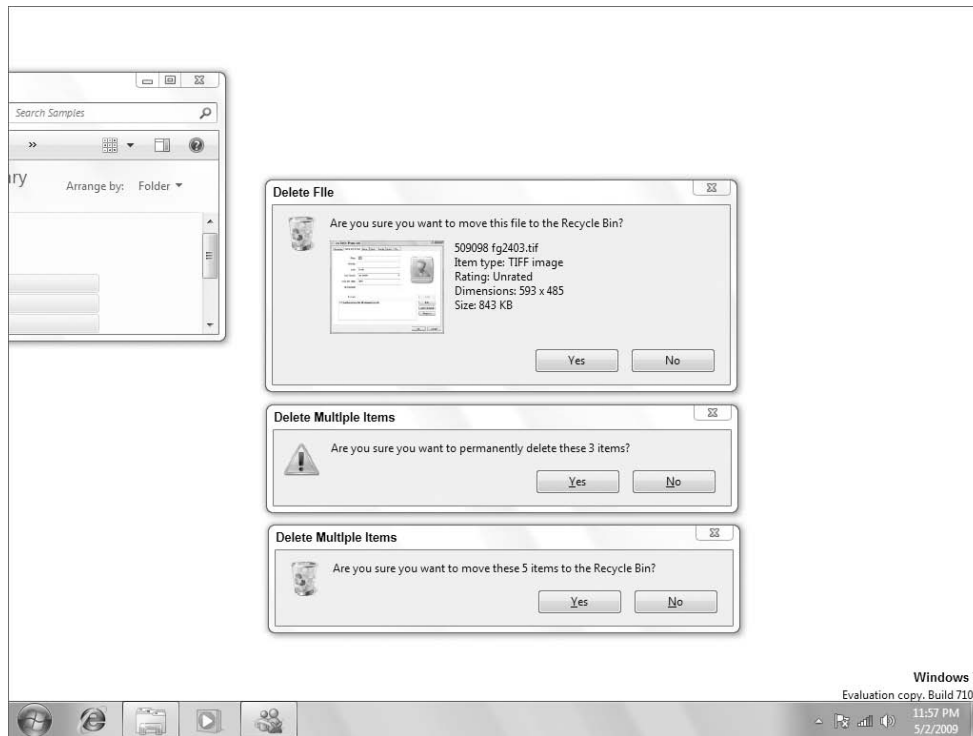 Search Samples
»
ary
Arrange by: Folder
Delete File
Are you sure you want to move this file to the Recycle Bin?
509098 fg2403.tif
Item type: TIFF image
Rating: Unrated
Dimensions: 593 x 485
Size: 843 KB
Yes No
Delete Multiple Items
Are you sure you want to permanently delete these 3 items?
Yes No
Delete Multiple Items
Are you sure you want to move these 5 items to the Recycle Bin?
Yes No
Windows
Evaluation copy. Build 710
11:57 PM
5/2/2009